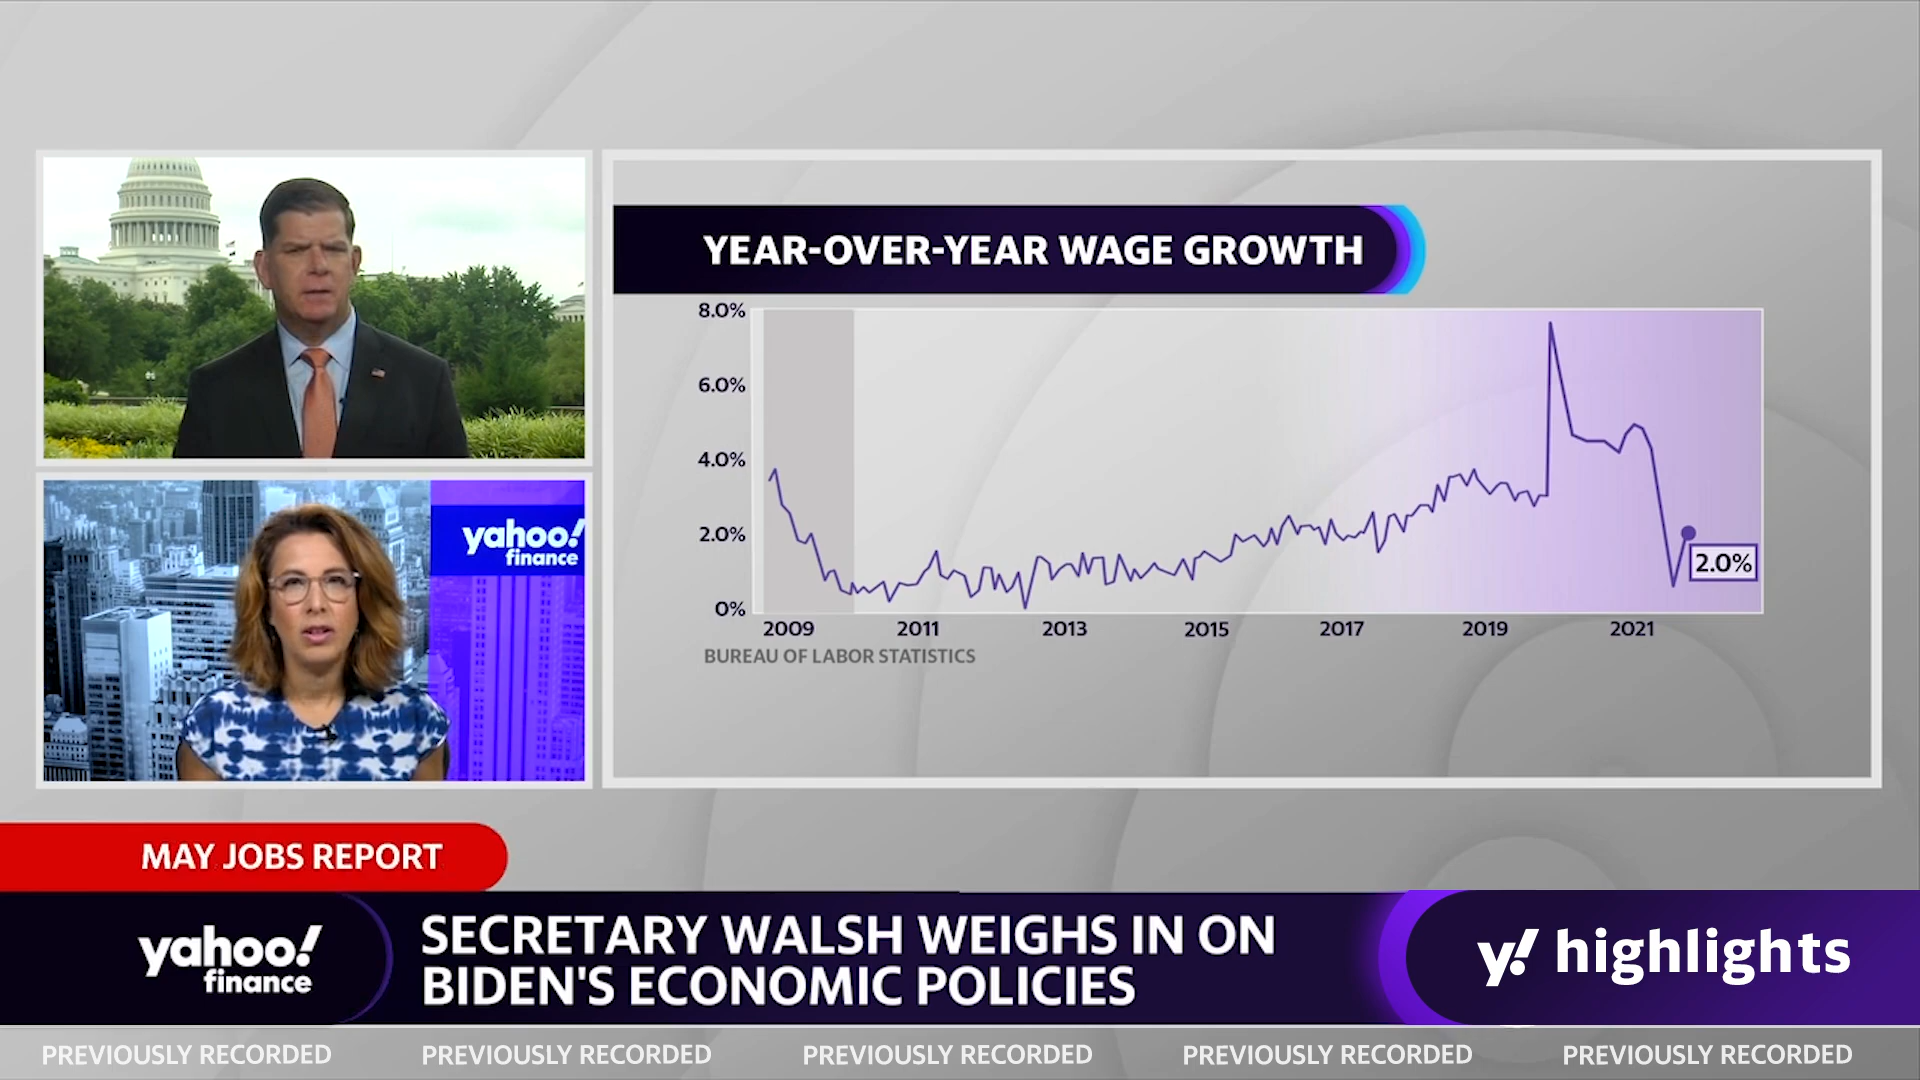 YEAR-OVER-YEAR WAGE GROWTH
8.0%
6.0%
4.0%
2.0%
0%
2.0%
2009 2011 2013 2015 2017 2019 2021
BUREAU OF LABOR STATISTICS
yahoo!
finance
MAY JOBS REPORT
yahoo!
finance
SECRETARY WALSH WEIGHS IN ON
BIDEN'S ECONOMIC POLICIES
y! highlights
PREVIOUSLY RECORDED PREVIOUSLY RECORDED PREVIOUSLY RECORDED PREVIOUSLY RECORDED PREVIOUSLY RECORDED